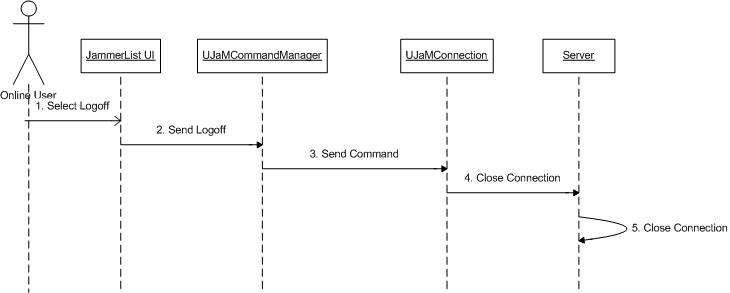 JammerList UI
UJaMCommandManager
UJaMConnection
Server
Online User
1. Select Logoff
2. Send Logoff
3. Send Command
4. Close Connection
5. Close Connection